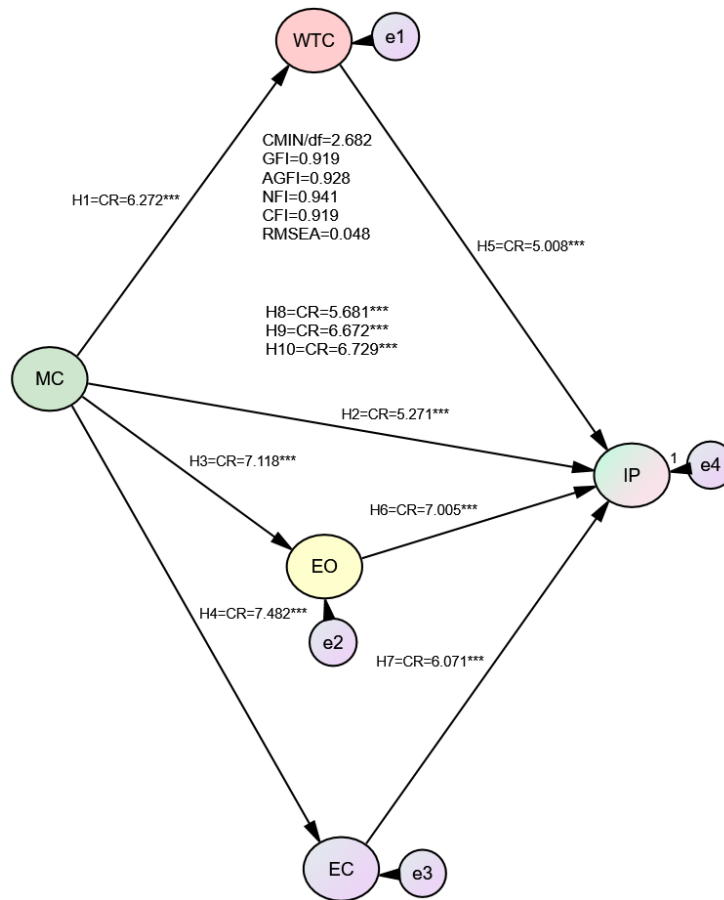 WTC
e1
CMIN/df=2.682
GFI=0.919
AGFI=0.928
NFI=0.941
CFI=0.919
RMSEA=0.048
H1=CR=6.272***
H5=CR=5.008***
H8=CR=5.681***
H9=CR=6.672***
H10=CR=6.729***
MC
H2=CR=5.271***
H3=CR=7.118***
1
IP
e4
H6=CR=7.005***
EO
H4=CR=7.482***
e2
H7=CR=6.071***
EC
e3